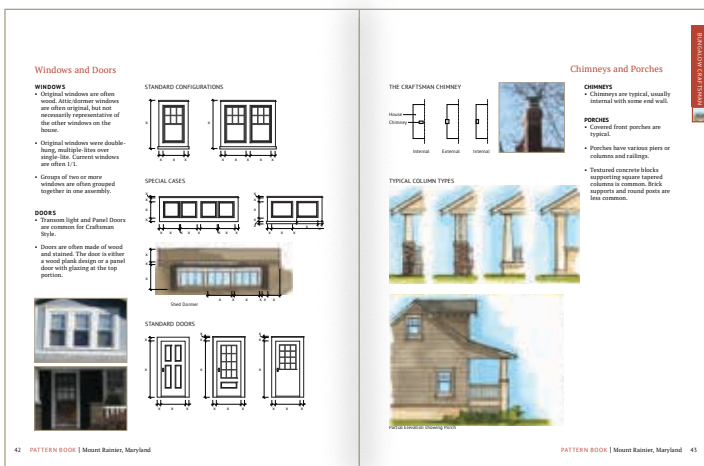 Windows and Doors
WINDOWS
• Original windows are often
wood. Attic/dormer windows
are often original, but not
necessarily representative of
the other windows on the
house.
• Original windows were double-
hung, multiple-lites over
single-lite. Current windows
are often 1/1.
• Groups of two or more
windows are often grouped
together in one assembly.
DOORS
• Transom light and Panel Doors
are common for Craftsman
Style.
• Doors are often made of wood
and stained. The door is either
a wood plank design or a panel
door with glazing at the top
portion.
STANDARD CONFIGURATIONS
SPECIAL CASES
Shed Dormer
STANDARD DOORS
42 PATTERN BOOK | Mount Rainier, Maryland
Chimneys and Porches
THE CRAFTSMAN CHIMNEY
House
Chimney
Internal
External
Internal
TYPICAL COLUMN TYPES
Partial Elevation Showing Porch
CHIMNEYS
• Chimneys are typical, usually
internal with some end wall.
PORCHES
• Covered front porches are
typical.
• Porches have various piers or
columns and railings.
• Textured concrete blocks
supporting square tapered
columns is common. Brick
supports and round posts are
less common.
BUNGALOW CRAFTSMAN
PATTERN BOOK | Mount Rainier, Maryland 43